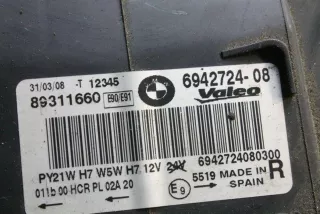 31/03/08 -T 12345
89311660 E90/E91
6942724-08
Valeo
PY21W H7 W5W H7 12V 24V
011b 00 HCR PL 02A 20
E9
6942724080300
5519 MADE IN
SPAIN
R